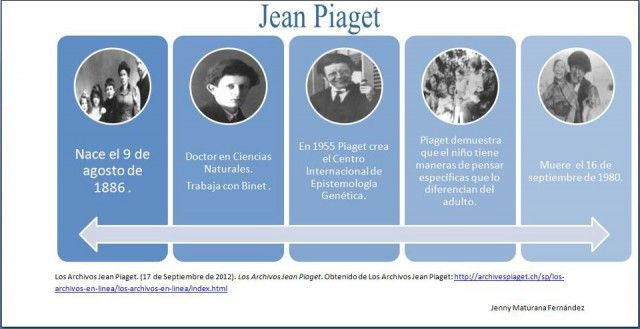 Jean Piaget
Nace el 9 de
agosto de
1886 .
Doctor en Ciencias
Naturales.
Trabaja con Binet .
En 1955 Piaget crea
el Centro
Internacional de
Epistemología
Genética.
Piaget demuestra
que el niño tiene
maneras de pensar
específicas que lo
diferencian del
adulto.
Muere el 16 de
septiembre de 1980.
Los Archivos Jean Piaget. (17 de Septiembre de 2012). Los Archivos Jean Piaget. Obtenido de Los Archivos Jean Piaget: http://archivespiaget.ch/sp/los-
archivos-en-linea/los-archivos-en-linea/index.html
Jenny Maturana Fernández